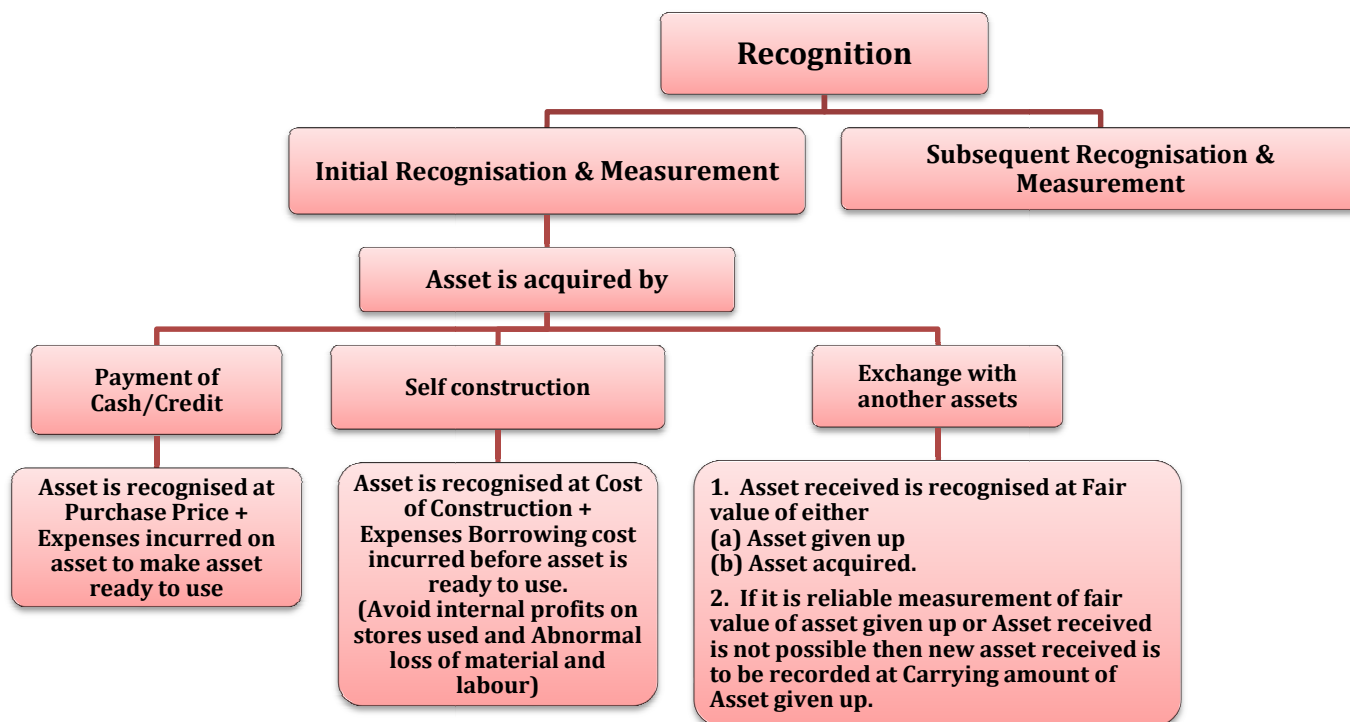 Recognition
Initial Recognisation & Measurement
Subsequent Recognisation &
Measurement
Asset is acquired by
Payment of
Cash/Credit
Self construction
Exchange with
another assets
Asset is recognised at
Purchase Price +
Expenses incurred on
asset to make asset
ready to use
Asset is recognised at Cost
of Construction +
Expenses Borrowing cost
incurred before asset is
ready to use.
(Avoid internal profits on
stores used and Abnormal
loss of material and
labour)
1. Asset received is recognised at Fair
value of either
(a) Asset given up
(b) Asset acquired.
2. If it is reliable measurement of fair
value of asset given up or Asset received
is not possible then new asset received is
to be recorded at Carrying amount of
Asset given up.